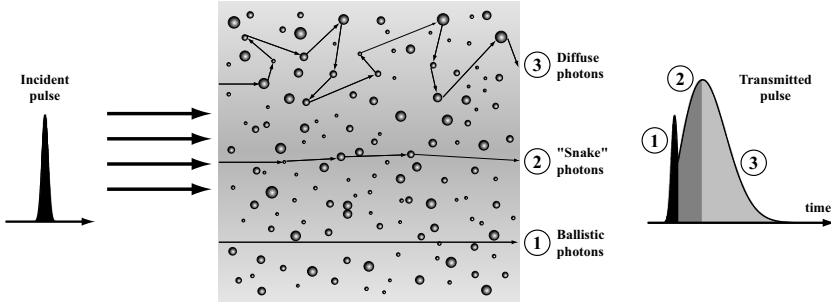 Incident
pulse
3
Diffuse
photons
2
"Snake"
photons
1
Ballistic
photons
Transmitted
pulse
2
1
3
time